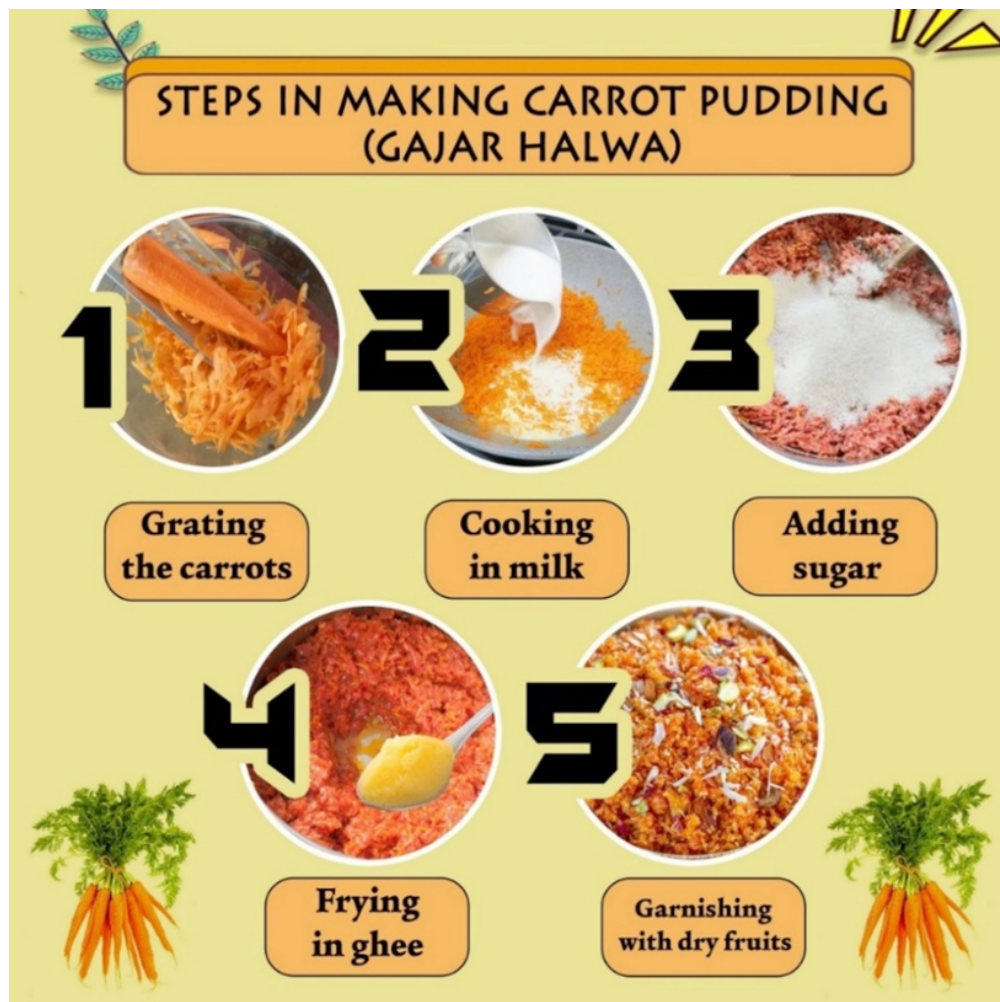 STEPS IN MAKING CARROT PUDDING
(GAJAR HALWA)
1
2
3
Grating
the carrots
Cooking
in milk
Adding
sugar
4
5
Frying
in ghee
Garnishing
with dry fruits